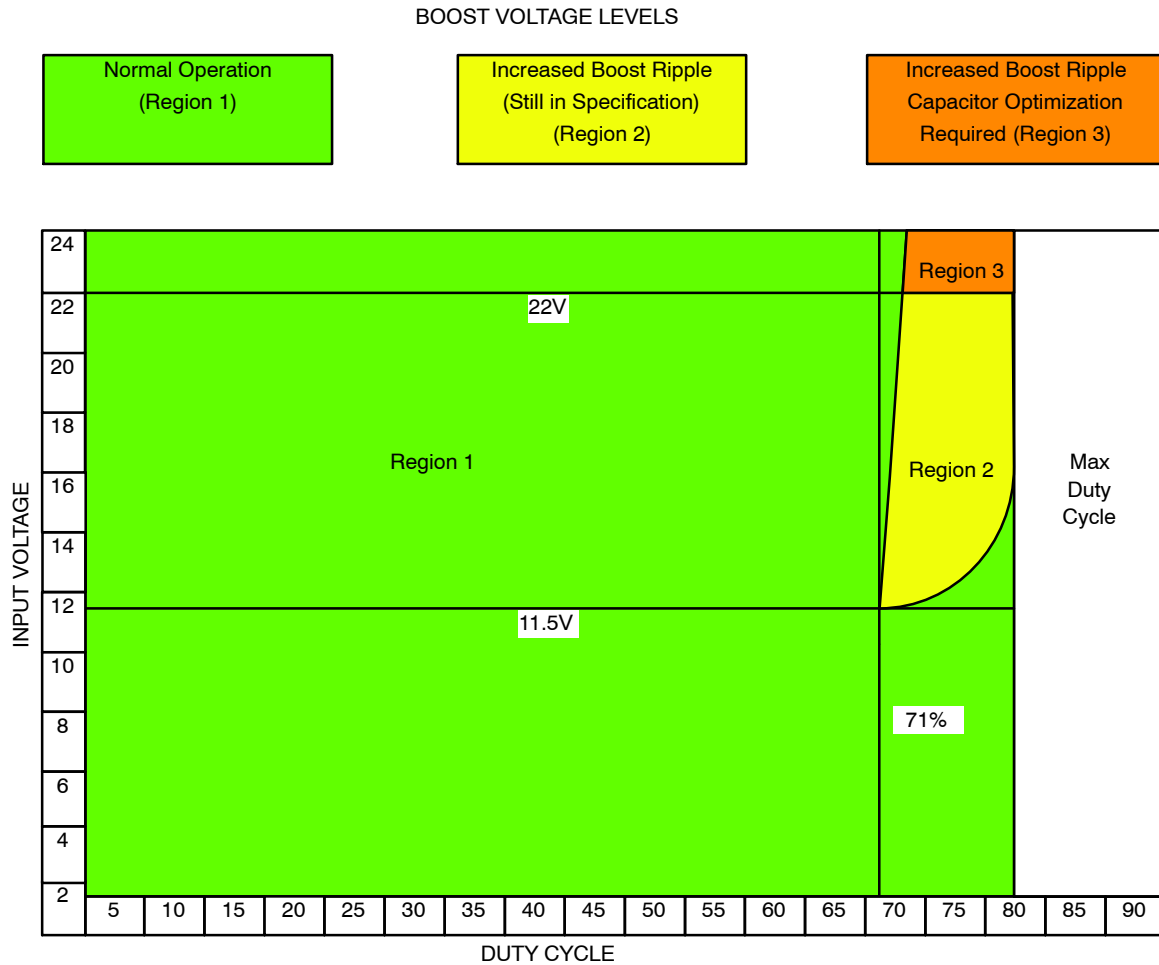 BOOST VOLTAGE LEVELS
Normal Operation
(Region 1)
Increased Boost Ripple
(Still in Specification)
(Region 2)
Increased Boost Ripple
Capacitor Optimization
Required (Region 3)
24
22
20
18
16
14
12
10
8
6
4
2
INPUT VOLTAGE
Region 3
22V
Region 1
Region 2
Max
Duty
Cycle
11.5V
71%
5 10 15 20 25 30 35 40 45 50 55 60 65 70 75 80 85 90
DUTY CYCLE